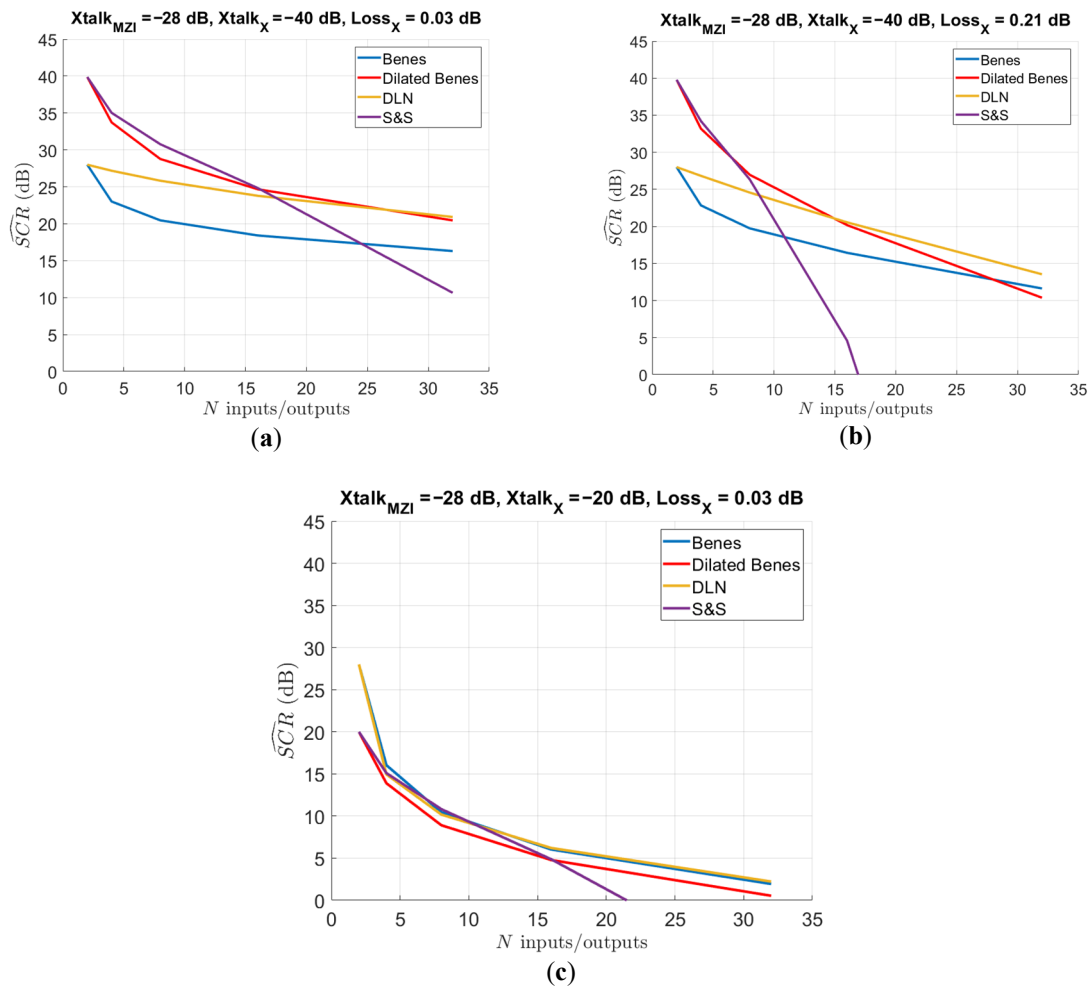 Xtalk_MZI =−28 dB, Xtalk_X =−40 dB, Loss_X = 0.03 dB
45
40
35
30
25
20
15
10
5
0
SCR (dB)
Benes
Dilated Benes
DLN
S&S
0 5 10 15 20 25 30 35
N inputs/outputs
(a)
Xtalk_MZI =−28 dB, Xtalk_X =−40 dB, Loss_X = 0.21 dB
45
40
35
30
25
20
15
10
5
0
SCR (dB)
Benes
Dilated Benes
DLN
S&S
0 5 10 15 20 25 30 35
N inputs/outputs
(b)
Xtalk_MZI =−28 dB, Xtalk_X =−20 dB, Loss_X = 0.03 dB
45
40
35
30
25
20
15
10
5
0
SCR (dB)
Benes
Dilated Benes
DLN
S&S
0 5 10 15 20 25 30 35
N inputs/outputs
(c)